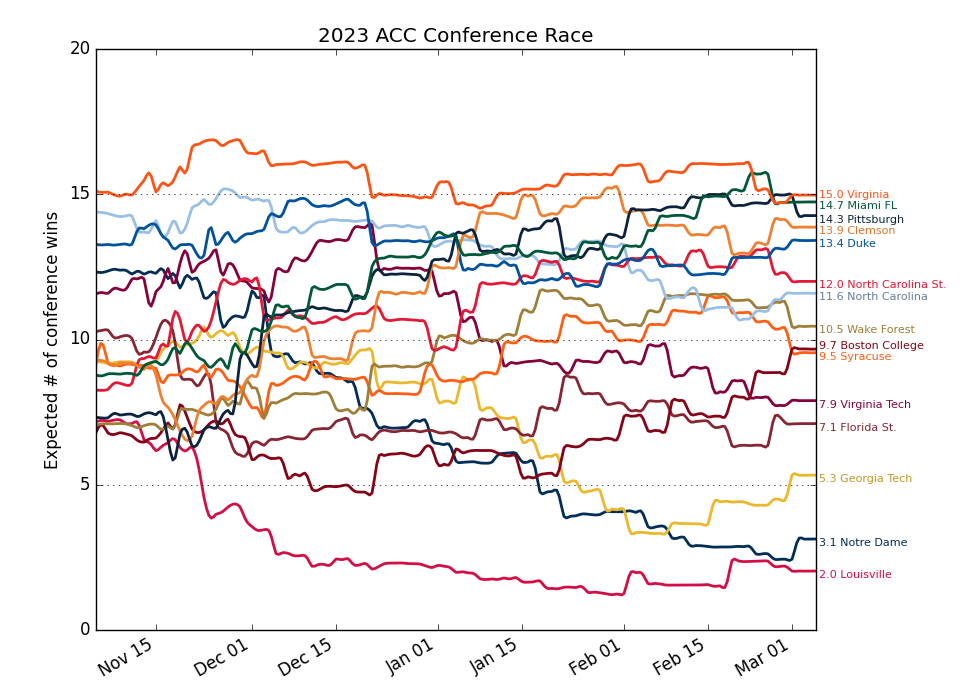 2023 ACC Conference Race
Expected # of conference wins
20
15
10
5
0
Nov 15
Dec 01
Dec 15
Jan 01
Jan 15
Feb 01
Feb 15
Mar 01
15.0 Virginia
14.7 Miami FL
14.3 Pittsburgh
13.9 Clemson
13.4 Duke
12.0 North Carolina St.
11.6 North Carolina
10.5 Wake Forest
9.7 Boston College
9.5 Syracuse
7.9 Virginia Tech
7.1 Florida St.
5.3 Georgia Tech
3.1 Notre Dame
2.0 Louisville